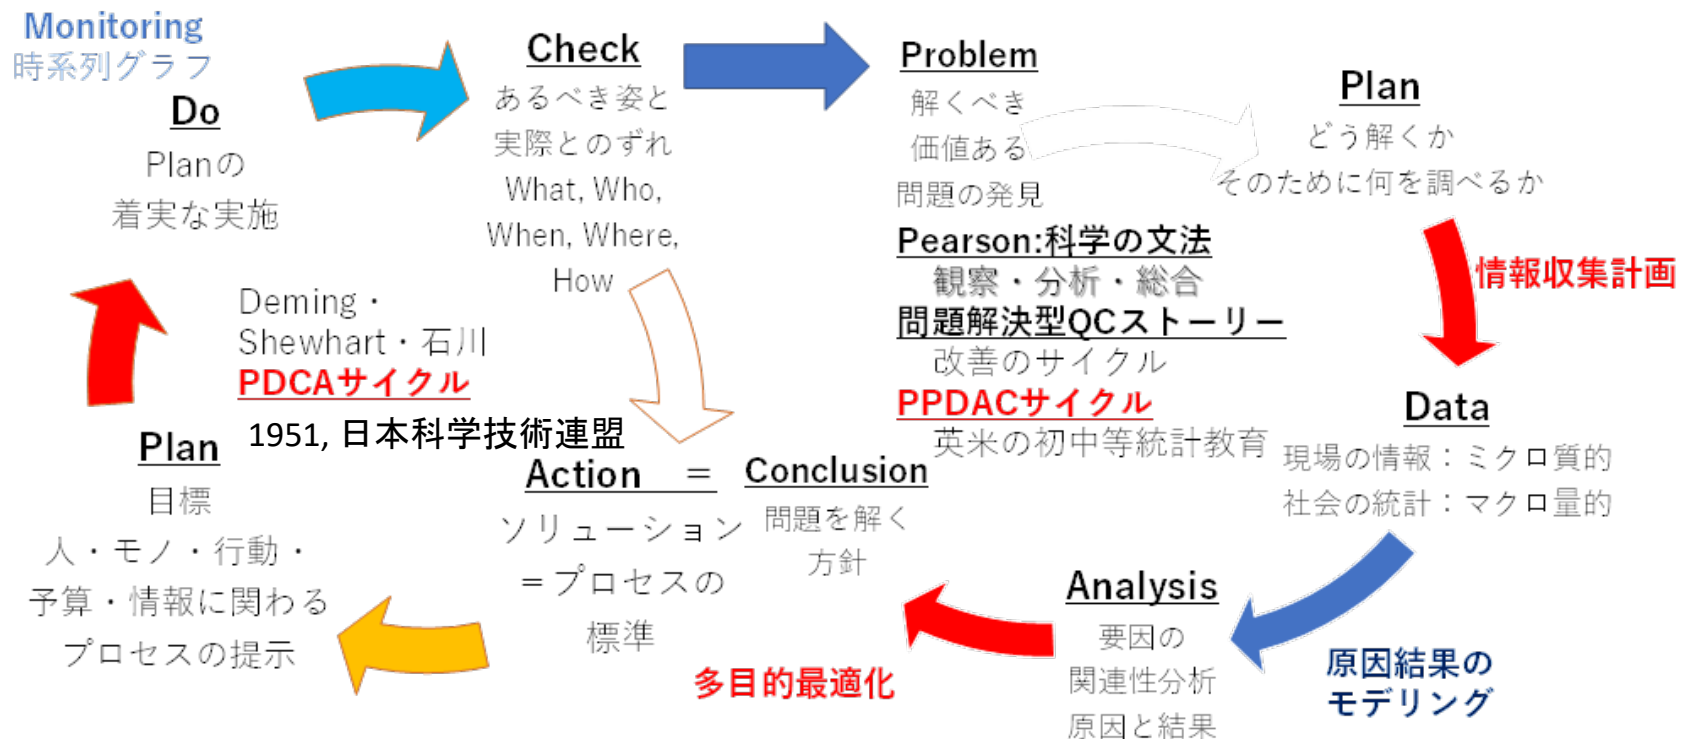 Monitoring
時系列グラフ
Do
Planの
着実な実施
Check
あるべき姿と
実際とのずれ
What, Who,
When, Where,
How
Problem
解くべき
価値ある
問題の発見
Plan
どう解くか
そのために何を調べるか
Pearson:科学の文法
観察・分析・総合
問題解決型QCストーリー
改善のサイクル
PPDACサイクル
英米の初中等統計教育
情報収集計画
Deming・
Shewhart・石川
PDCAサイクル
1951, 日本科学技術連盟
Data
現場の情報：ミクロ質的
社会の統計：マクロ量的
Plan
目標
人・モノ・行動・
予算・情報に関わる
プロセスの提示
Action =
ソリューション
＝プロセスの
標準
Conclusion
問題を解く
方針
多目的最適化
Analysis
要因の
関連性分析
原因と結果
原因結果の
モデリング